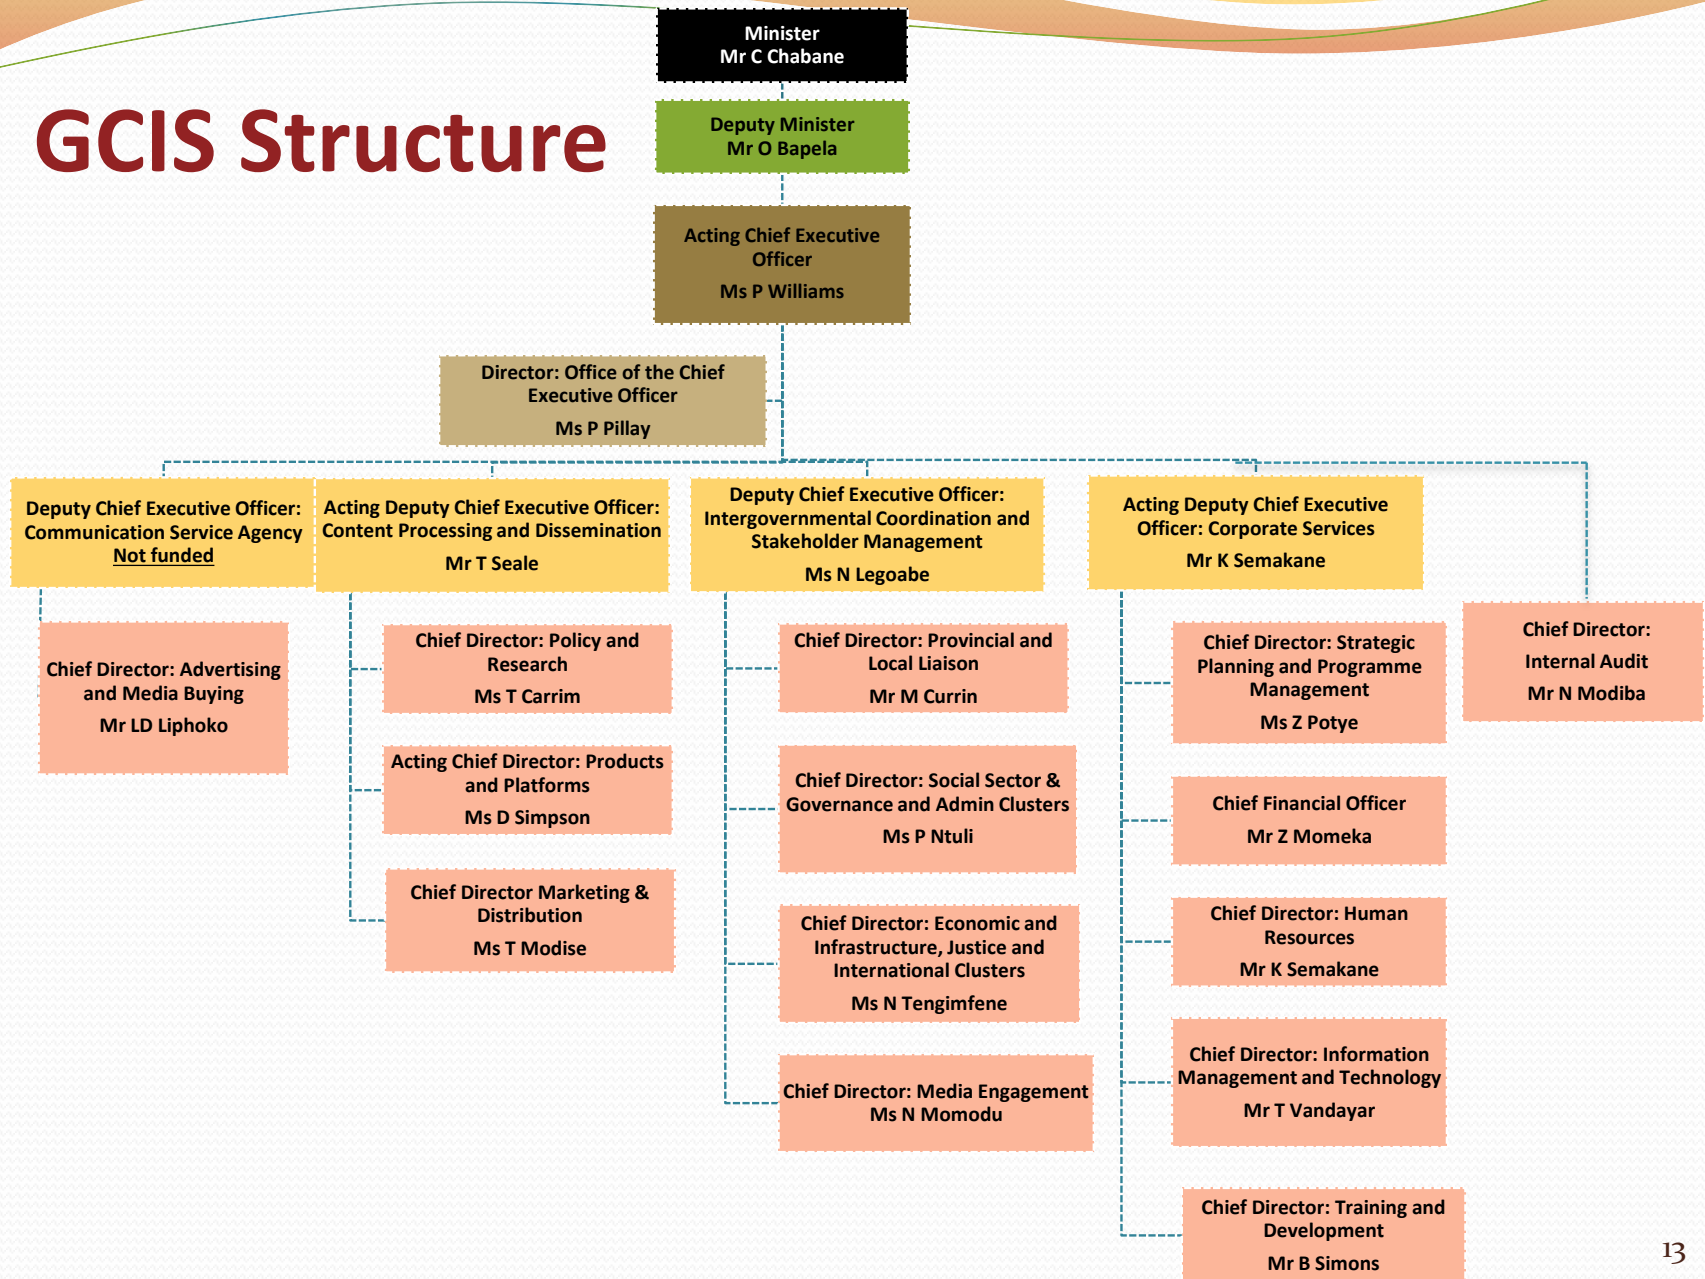 GCIS Structure
Minister
Mr C Chabane
Deputy Minister
Mr O Bapela
Acting Chief Executive
Officer
Ms P Williams
Director: Office of the Chief
Executive Officer
Ms P Pillay
Deputy Chief Executive Officer:
Communication Service Agency
Not funded
Chief Director: Advertising
and Media Buying
Mr LD Liphoko
Acting Deputy Chief Executive Officer:
Content Processing and Dissemination
Mr T Seale
Chief Director: Policy and
Research
Ms T Carrim
Acting Chief Director: Products
and Platforms
Ms D Simpson
Chief Director Marketing &
Distribution
Ms T Modise
Deputy Chief Executive Officer:
Intergovernmental Coordination and
Stakeholder Management
Ms N Legoabe
Chief Director: Provincial and
Local Liaison
Mr M Currin
Chief Director: Social Sector &
Governance and Admin Clusters
Ms P Ntuli
Chief Director: Economic and
Infrastructure, Justice and
International Clusters
Ms N Tengimfene
Chief Director: Media Engagement
Ms N Momodu
Acting Deputy Chief Executive
Officer: Corporate Services
Mr K Semakane
Chief Director: Strategic
Planning and Programme
Management
Ms Z Potye
Chief Financial Officer
Mr Z Momeka
Chief Director: Human
Resources
Mr K Semakane
Chief Director: Information
Management and Technology
Mr T Vandayar
Chief Director: Training and
Development
Mr B Simons
Chief Director:
Internal Audit
Mr N Modiba
13